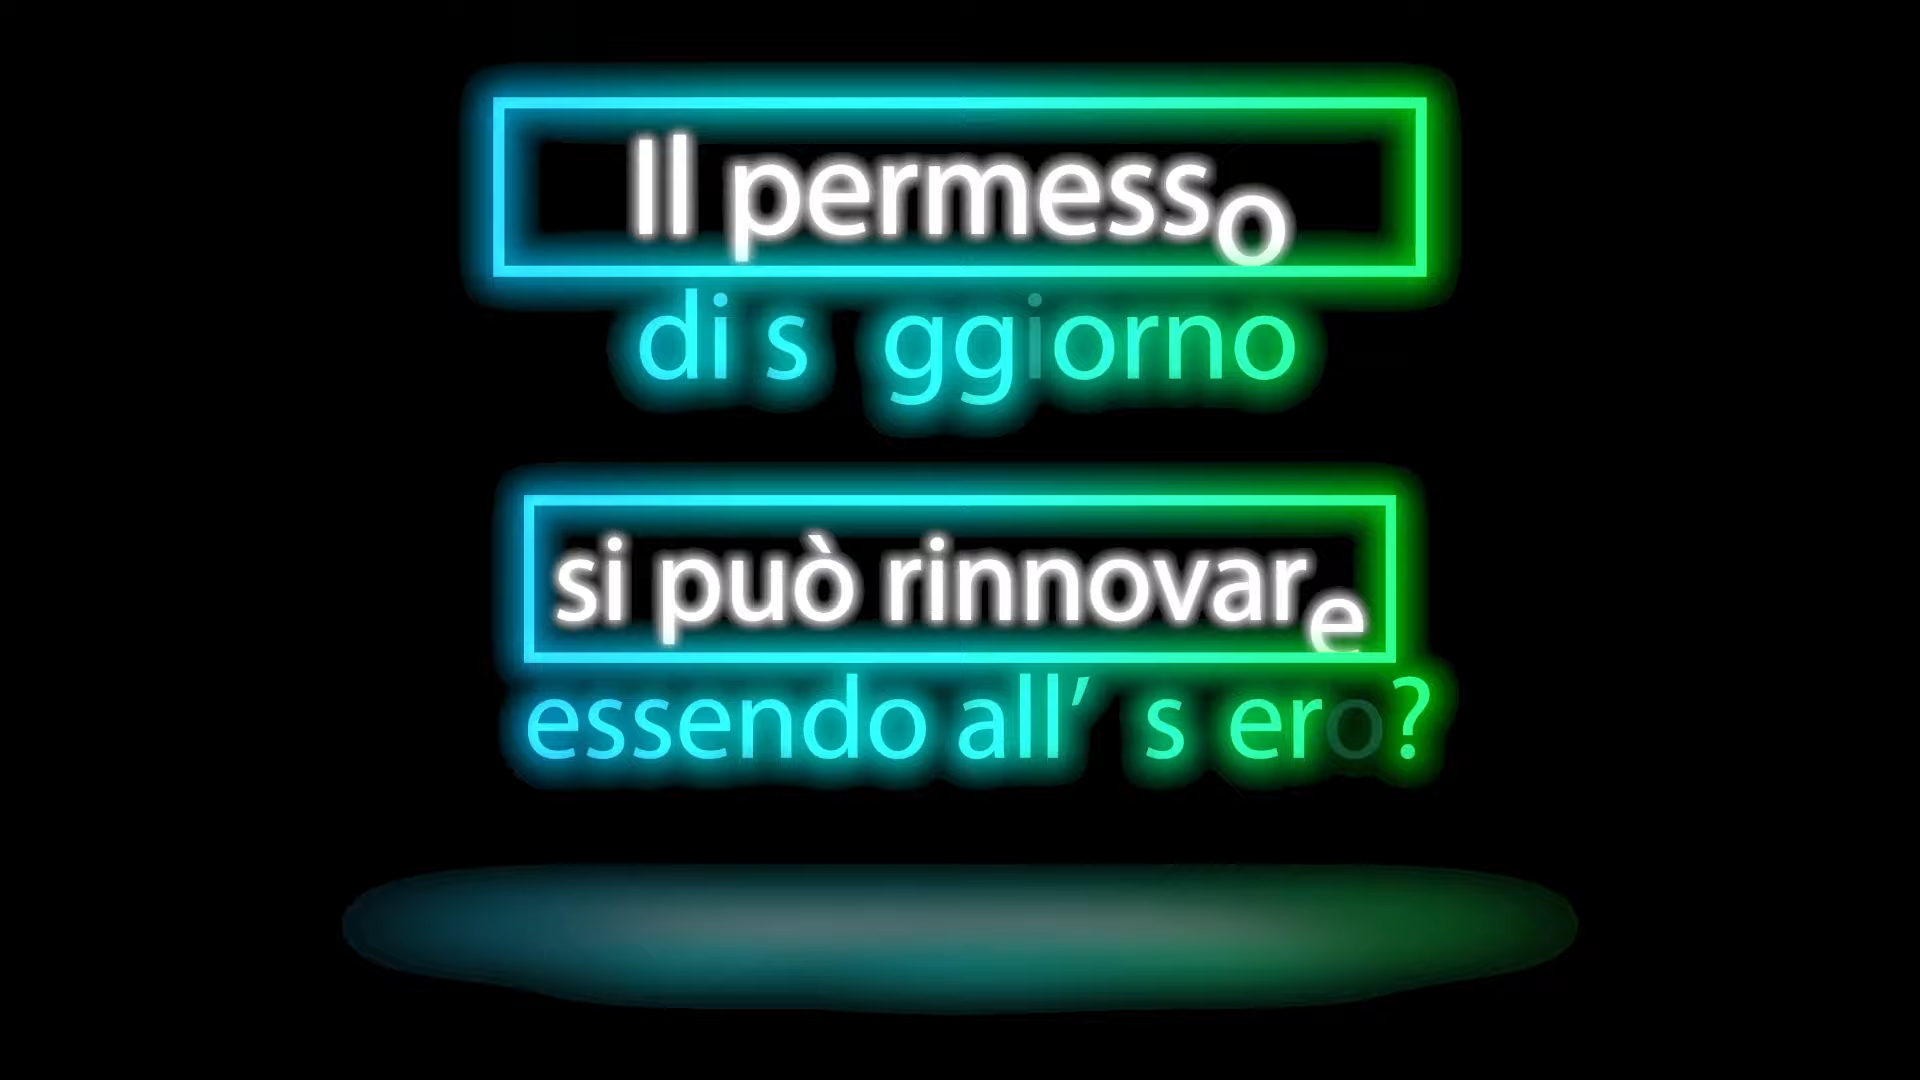 Il permesso
di s ggiorno
si può rinnovare
essendo all’ s ero?